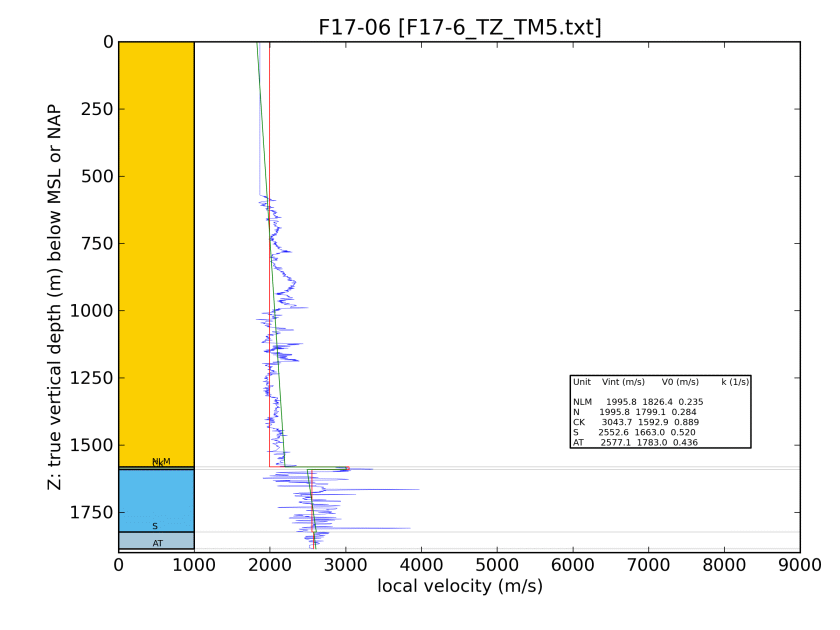 F17-06 [F17-6_TZ_TM5.txt]
Z: true vertical depth (m) below MSL or NAP
0
250
500
750
1000
1250
1500
1750
Unit Vint (m/s) V0 (m/s) k (1/s)
NLM 1995.8 1826.4 0.235
N 1995.8 1799.1 0.284
CK 3043.7 1592.9 0.889
S 2552.6 1663.0 0.520
AT 2577.1 1783.0 0.436
NLM
CK
S
AT
0 1000 2000 3000 4000 5000 6000 7000 8000 9000
local velocity (m/s)